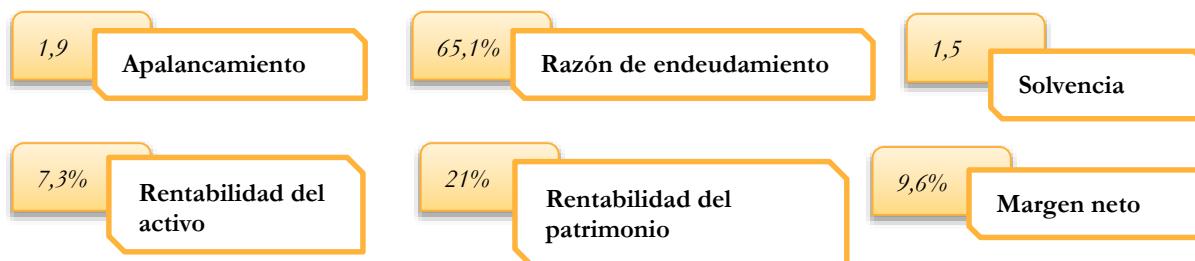 1,9
Apalancamiento
65,1%
Razón de endeudamiento
1,5
Solvencia
7,3%
Rentabilidad del
activo
21%
Rentabilidad del
patrimonio
9,6%
Margen neto